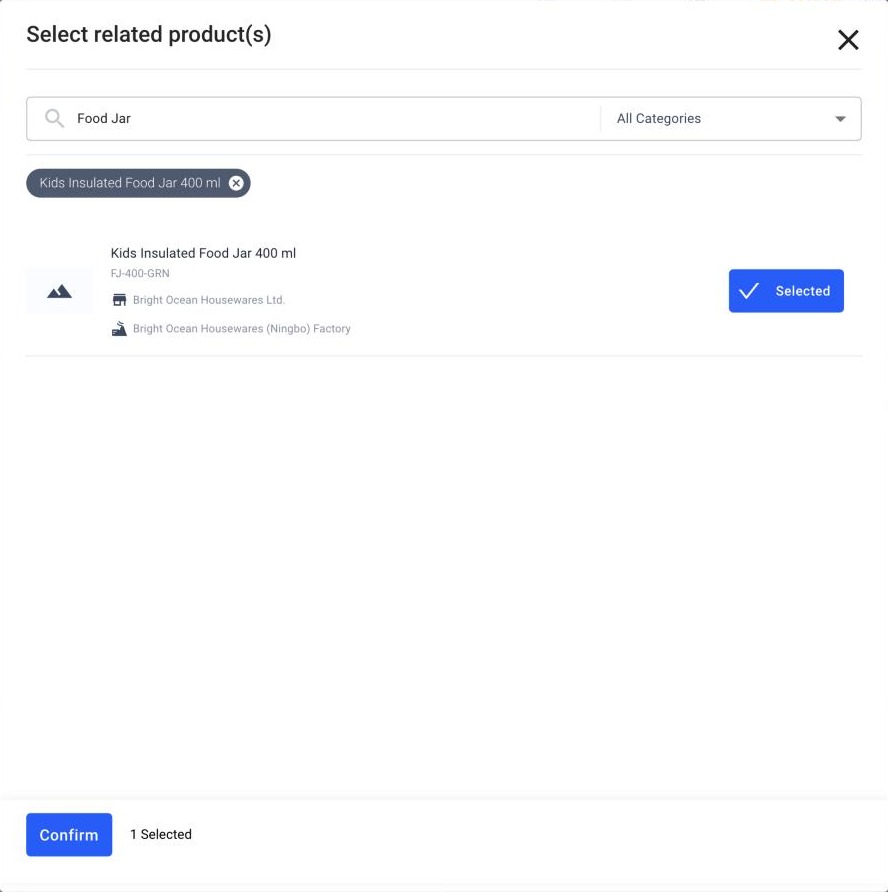 Select related product(s)
Food Jar
All Categories
Kids Insulated Food Jar 400 ml
Kids Insulated Food Jar 400 ml
FJ-400-GRN
Bright Ocean Housewares Ltd.
Selected
Bright Ocean Housewares (Ningbo) Factory
Confirm
1 Selected